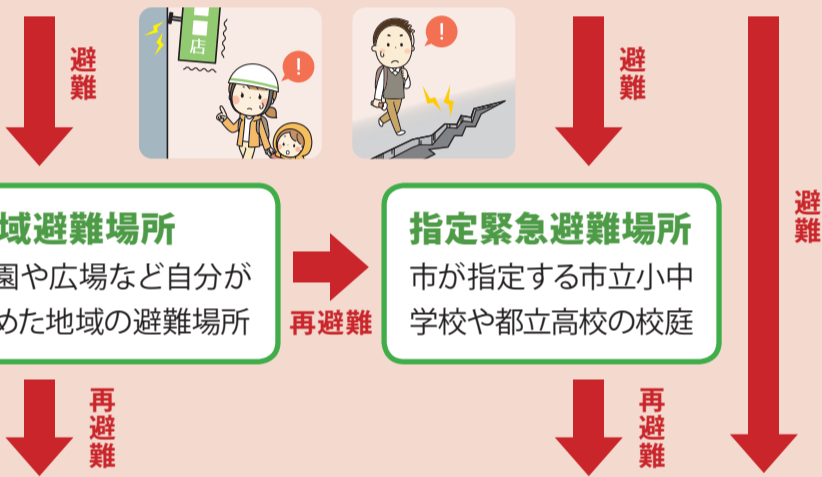 店
避難
避難
避難
域避難場所
園や広場など自分が
めた地域の避難場所
再避難
指定緊急避難場所
市が指定する市立小中
学校や都立高校の校庭
再避難
再避難